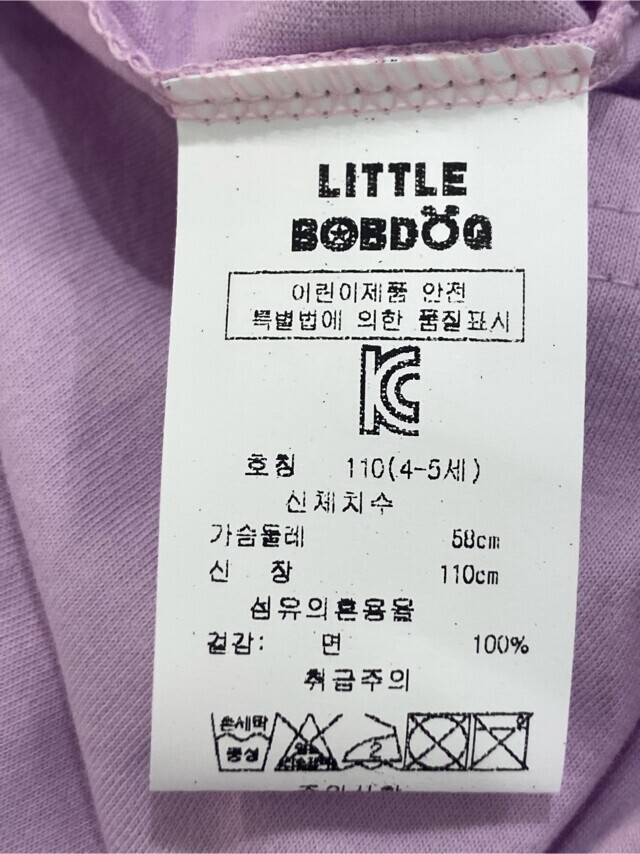 LITTLE
BOBDOG
어린이제품 안전
특별법에 의한 품질표시
KC
호칭 110(4-5세)
신체치수
가슴둘레 58cm
신 장 110cm
섬유의혼용율
겉감: 면 100%
취급주의
손세탁
중성
2